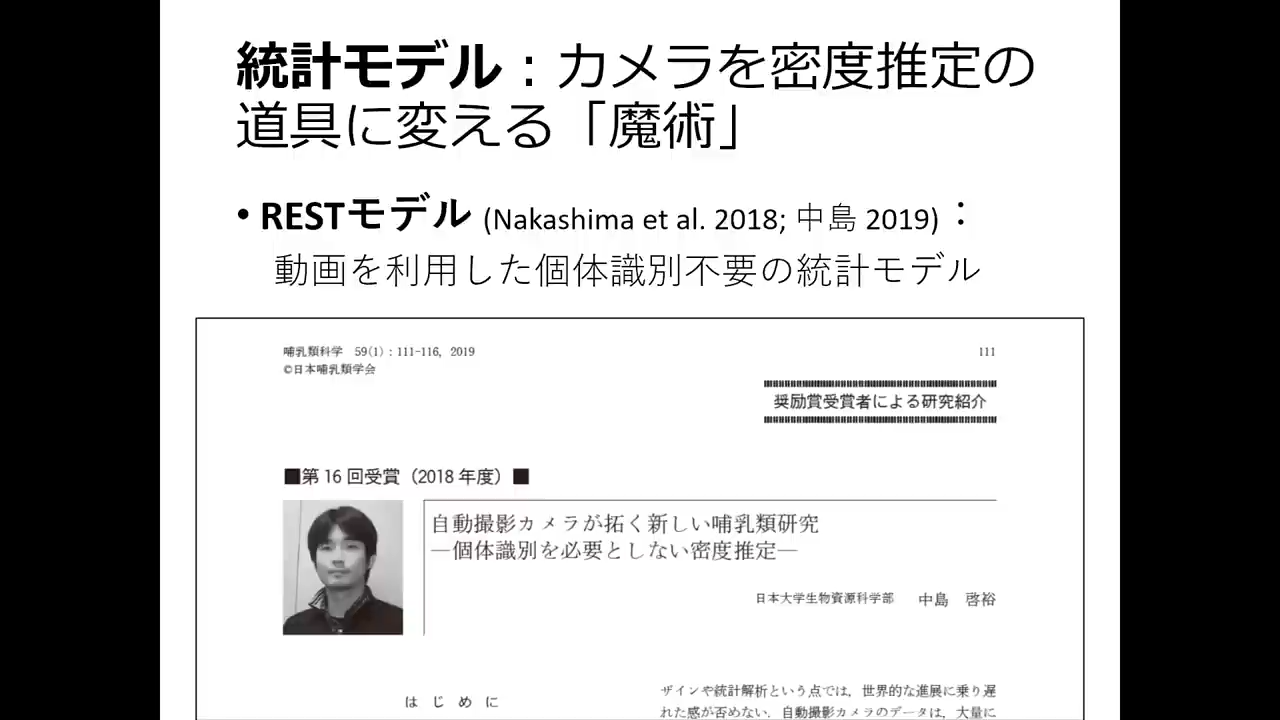 統計モデル：カメラを密度推定の
道具に変える「魔術」
• RESTモデル (Nakashima et al. 2018; 中島 2019)：
動画を利用した個体識別不要の統計モデル
哺乳類科学　59(1)：111-116，2019
111
©日本哺乳類学会
奨励賞受賞者による研究紹介
■第 16 回受賞（2018 年度）■
自動撮影カメラが拓く新しい哺乳類研究
―個体識別を必要としない密度推定―
日本大学生物資源科学部　中島　啓裕
は じ め に
ザインや統計解析という点では，世界的な進展に乗り遅
れた感が否めない．自動撮影カメラのデータは，大量に